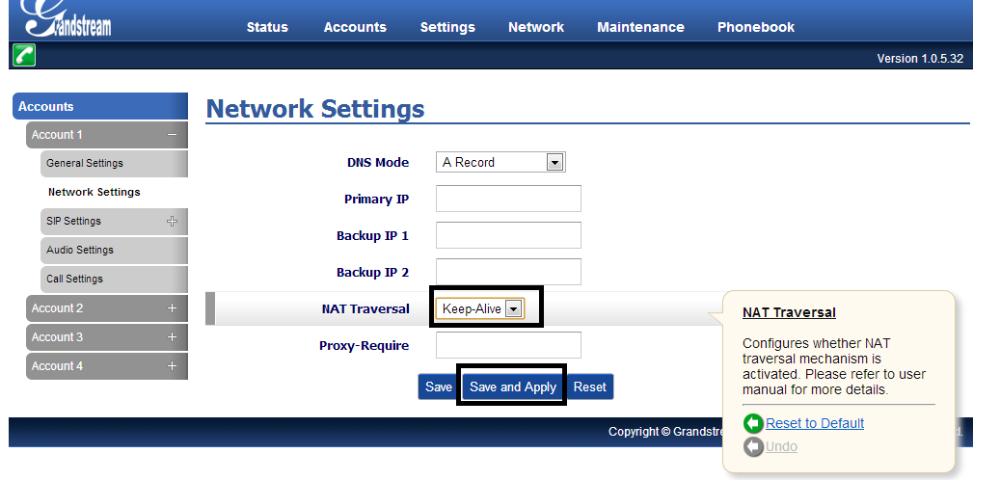 Grandstream
Status Accounts Settings Network Maintenance Phonebook
Version 1.0.5.32
Accounts
Account 1
General Settings
Network Settings
SIP Settings
Audio Settings
Call Settings
Account 2
Account 3
Account 4
Network Settings
DNS Mode A Record
Primary IP
Backup IP 1
Backup IP 2
NAT Traversal Keep-Alive
Proxy-Require
Save Save and Apply Reset
NAT Traversal
Configures whether NAT
traversal mechanism is
activated. Please refer to user
manual for more details.
Reset to Default
Undo
Copyright © Grandstre